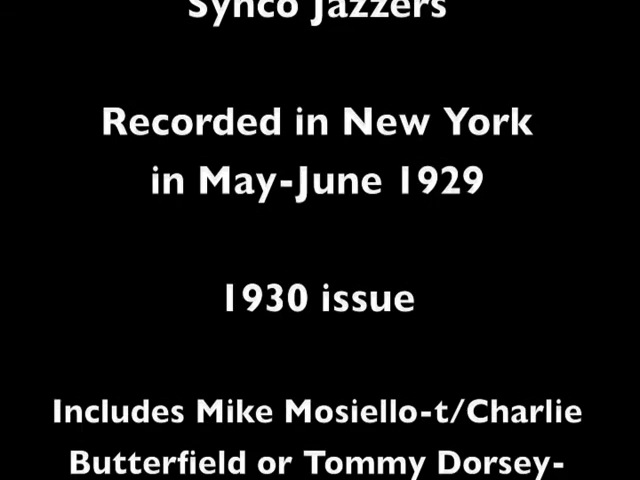 Synco Jazzers
Recorded in New York
in May-June 1929
1930 issue
Includes Mike Mosiello-t/Charlie
Butterfield or Tommy Dorsey-